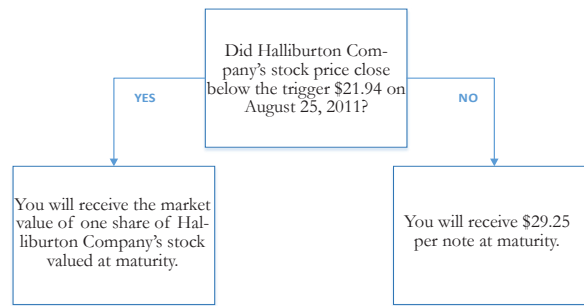 Did Halliburton Com-
pany's stock price close
below the trigger $21.94 on
August 25, 2011?
YES
NO
You will receive the market
value of one share of Hal-
liburton Company's stock
valued at maturity.
You will receive $29.25
per note at maturity.